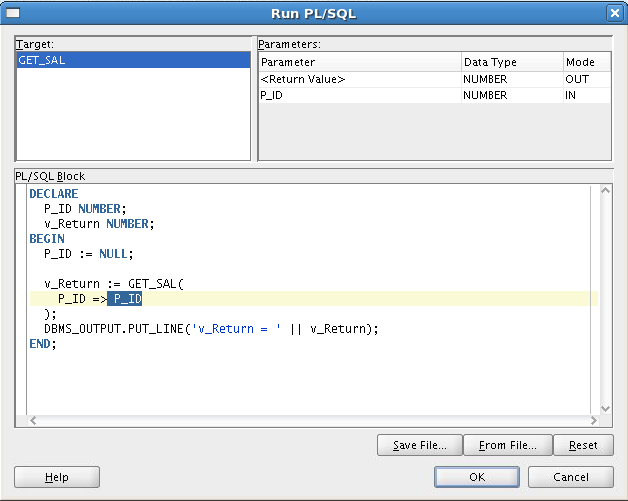 Run PL/SQL
Target:
GET_SAL
Parameters:
Parameter Data Type Mode
<Return Value> NUMBER OUT
P_ID NUMBER IN
PL/SQL Block
DECLARE
P_ID NUMBER;
v_Return NUMBER;
BEGIN
P_ID := NULL;
v_Return := GET_SAL(
P_ID => P_ID
);
DBMS_OUTPUT.PUT_LINE('v_Return = ' || v_Return);
END;
Save File... From File... Reset
Help OK Cancel